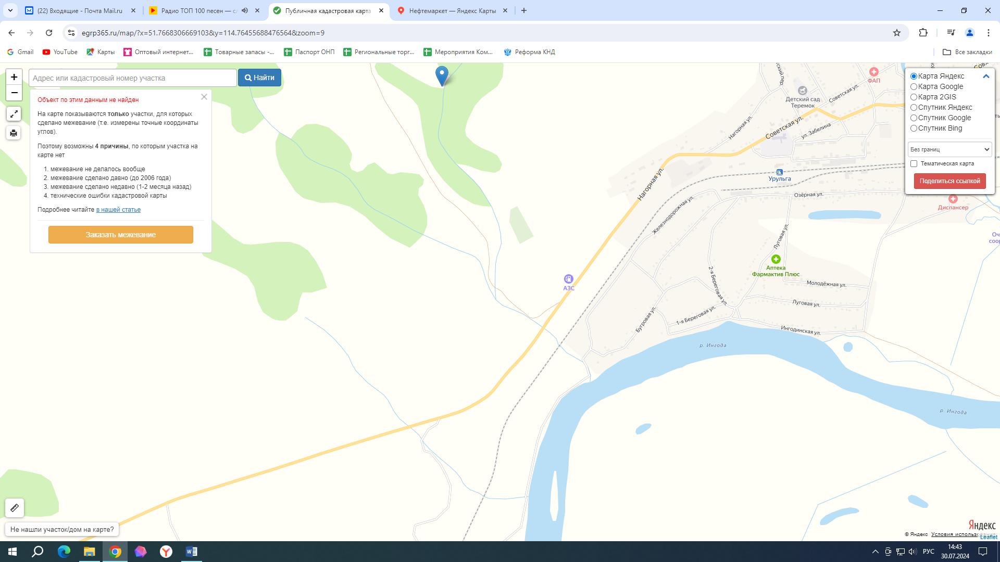 (22) Входящие - Почта Mail.ru
Радио ТОП 100 песен — сл
Публичная кадастровая карта
Нефтемаркет — Яндекс Карты
egrp365.ru/map/?x=51.7668306669103&y=114.76455688476564&zoom=9
Gmail
YouTube
Карты
Оптовый интернет...
Товарные запасы -...
Паспорт ОНП
Региональные торг...
Мероприятия Ком...
Реформа КНД
Все закладки
+
−
Адрес или кадастровый номер участка
Найти
Объект по этим данным не найден
На карте показываются только участки, для которых
сделано межевание (т.е. измерены точные координаты
углов).
Поэтому возможны 4 причины, по которым участка на
карте нет
1. межевание не делалось вообще
2. межевание сделано давно (до 2006 года)
3. межевание сделано недавно (1-2 месяца назад)
4. технические ошибки кадастровой карты
Подробнее читайте в нашей статье
Заказать межевание
Карта Яндекс
Карта Google
Карта 2GIS
Спутник Яндекс
Спутник Google
Спутник Bing
Без границ
Тематическая карта
Поделиться ссылкой
ФАП
Детский сад
Теремок
Советская ул.
Нагорная ул.
Советская ул.
ул. Забелина
Урульга
Нагорная ул.
Железнодорожная ул.
Озёрная ул.
Диспансер
Луговая ул.
Аптека
Фармактив Плюс
АЗС
2-я Береговая ул.
Молодёжная ул.
Луговая ул.
Бугровая ул.
1-я Береговая ул.
Ингодинская ул.
р. Ингода
р. Ингода
Не нашли участок/дом на карте?
Яндекс
© Яндекс
Leaflet
РУС
14:43
30.07.2024